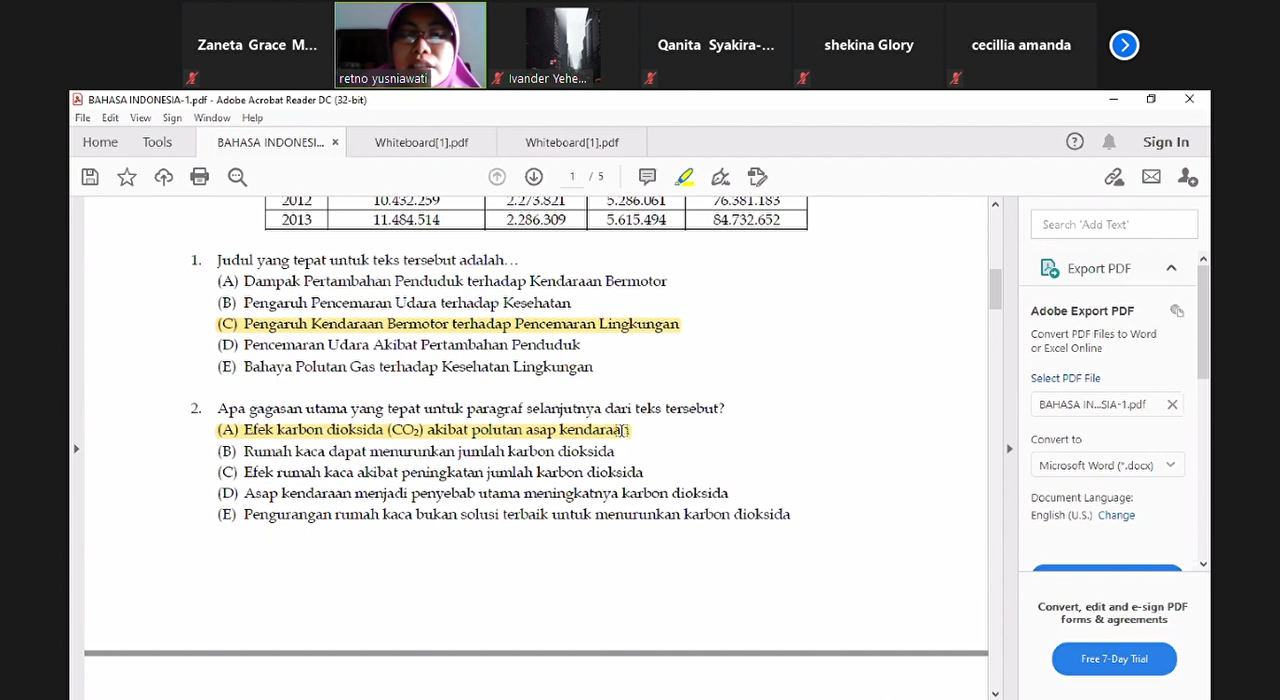 Zaneta Grace M...
retno yusniawati
Ivander Yehe...
Qanita Syakira-...
shekina Glory
cecillia amanda
BAHASA INDONESIA-1.pdf - Adobe Acrobat Reader DC (32-bit)
File Edit View Sign Window Help
Home Tools BAHASA INDONESI... × Whiteboard[1].pdf Whiteboard[1].pdf Sign In
1 / 5
2012 10.432.259 2.273.821 5.286.061 76.381.183
2013 11.484.514 2.286.309 5.615.494 84.732.652
1. Judul yang tepat untuk teks tersebut adalah…
(A) Dampak Pertambahan Penduduk terhadap Kendaraan Bermotor
(B) Pengaruh Pencemaran Udara terhadap Kesehatan
(C) Pengaruh Kendaraan Bermotor terhadap Pencemaran Lingkungan
(D) Pencemaran Udara Akibat Pertambahan Penduduk
(E) Bahaya Polutan Gas terhadap Kesehatan Lingkungan
2. Apa gagasan utama yang tepat untuk paragraf selanjutnya dari teks tersebut?
(A) Efek karbon dioksida (CO₂) akibat polutan asap kendaraan
(B) Rumah kaca dapat menurunkan jumlah karbon dioksida
(C) Efek rumah kaca akibat peningkatan jumlah karbon dioksida
(D) Asap kendaraan menjadi penyebab utama meningkatnya karbon dioksida
(E) Pengurangan rumah kaca bukan solusi terbaik untuk menurunkan karbon dioksida
Search 'Add Text'
Export PDF
Adobe Export PDF
Convert PDF Files to Word
or Excel Online
Select PDF File
BAHASA IN...SIA-1.pdf
Convert to
Microsoft Word (*.docx)
Document Language:
English (U.S.) Change
Convert, edit and e-sign PDF
forms & agreements
Free 7-Day Trial